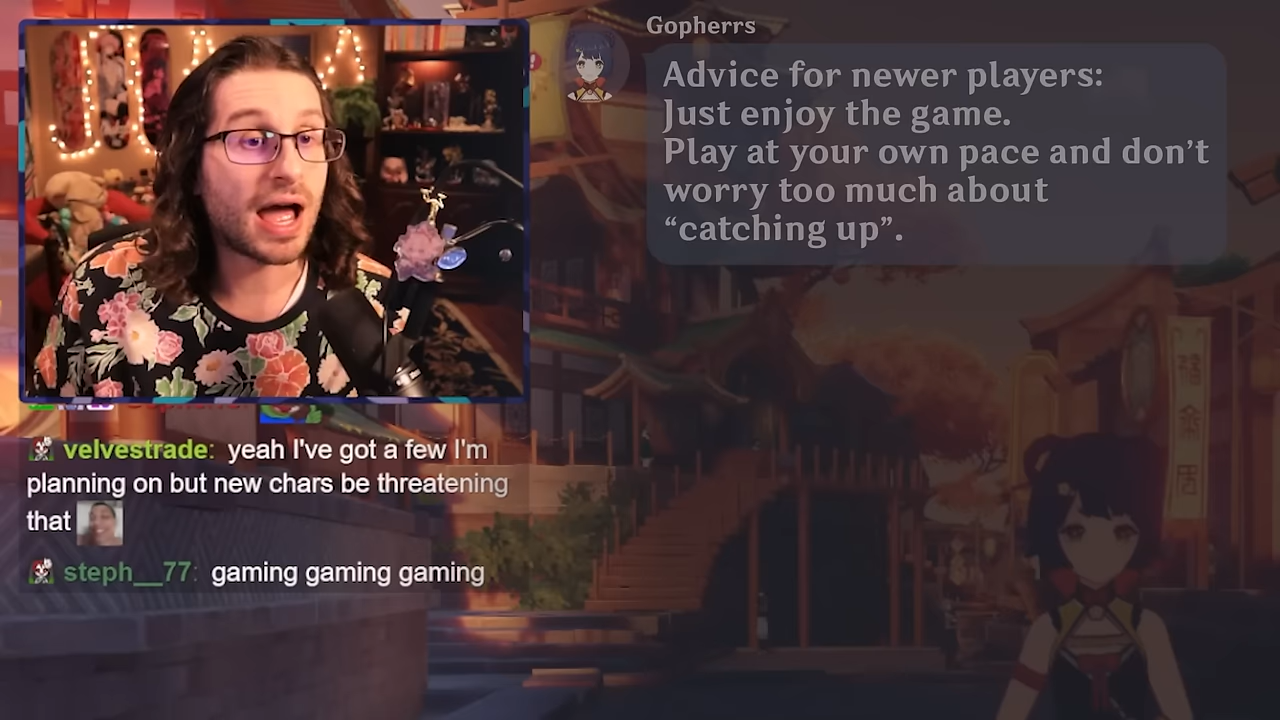 Gopherrs
Advice for newer players:
Just enjoy the game.
Play at your own pace and don’t
worry too much about
“catching up”.
velvestrade: yeah I've got a few I'm
planning on but new chars be threatening
that
steph__77: gaming gaming gaming